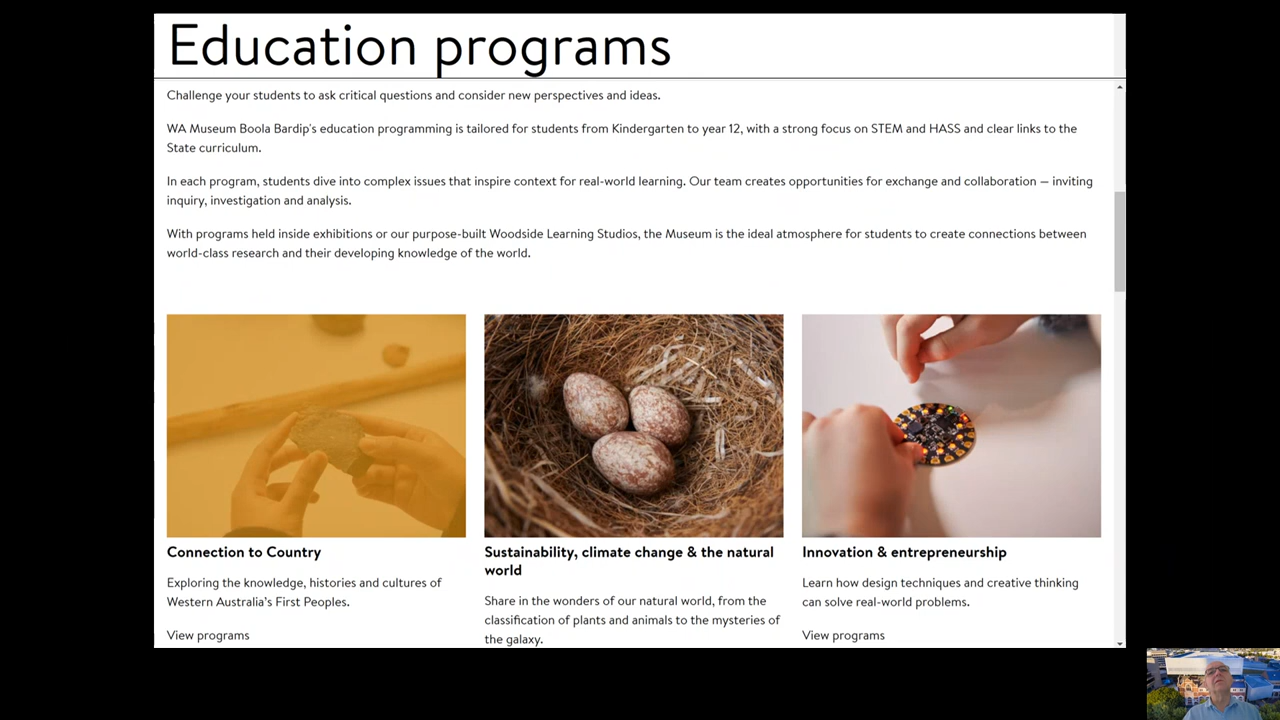 Education programs
Challenge your students to ask critical questions and consider new perspectives and ideas.
WA Museum Boola Bardip's education programming is tailored for students from Kindergarten to year 12, with a strong focus on STEM and HASS and clear links to the
State curriculum.
In each program, students dive into complex issues that inspire context for real-world learning. Our team creates opportunities for exchange and collaboration — inviting
inquiry, investigation and analysis.
With programs held inside exhibitions or our purpose-built Woodside Learning Studios, the Museum is the ideal atmosphere for students to create connections between
world-class research and their developing knowledge of the world.
Connection to Country
Exploring the knowledge, histories and cultures of
Western Australia's First Peoples.
View programs
Sustainability, climate change & the natural
world
Share in the wonders of our natural world, from the
classification of plants and animals to the mysteries of
the galaxy.
Innovation & entrepreneurship
Learn how design techniques and creative thinking
can solve real-world problems.
View programs